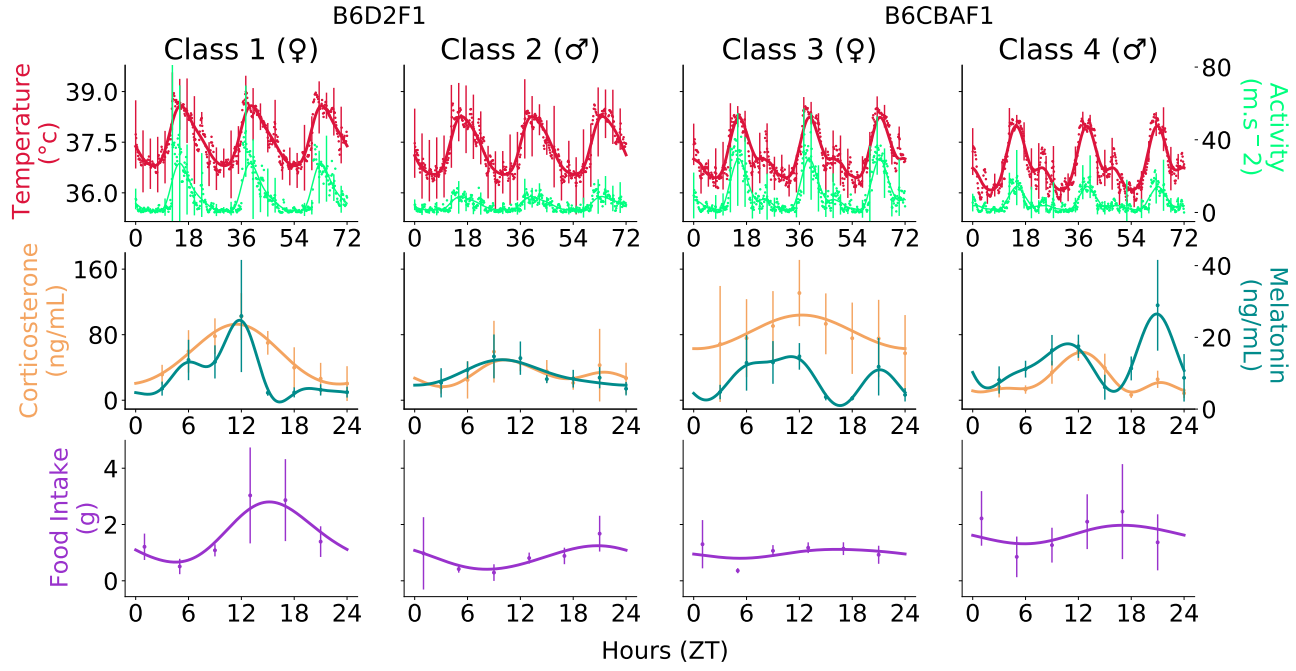 B6D2F1 B6CBAF1
Class 1 (♀) Class 2 (♂) Class 3 (♀) Class 4 (♂)
Temperature
(°c)
39.0
37.5
36.0
80
40
0
Activity
(m.s−2)
0 18 36 54 72 0 18 36 54 72 0 18 36 54 72 0 18 36 54 72
Corticosterone
(ng/mL)
160
80
0
40
20
0
Melatonin
(ng/mL)
0 6 12 18 24 0 6 12 18 24 0 6 12 18 24 0 6 12 18 24
Food Intake
(g)
4
2
0
0 6 12 18 24 0 6 12 18 24 0 6 12 18 24 0 6 12 18 24
Hours (ZT)